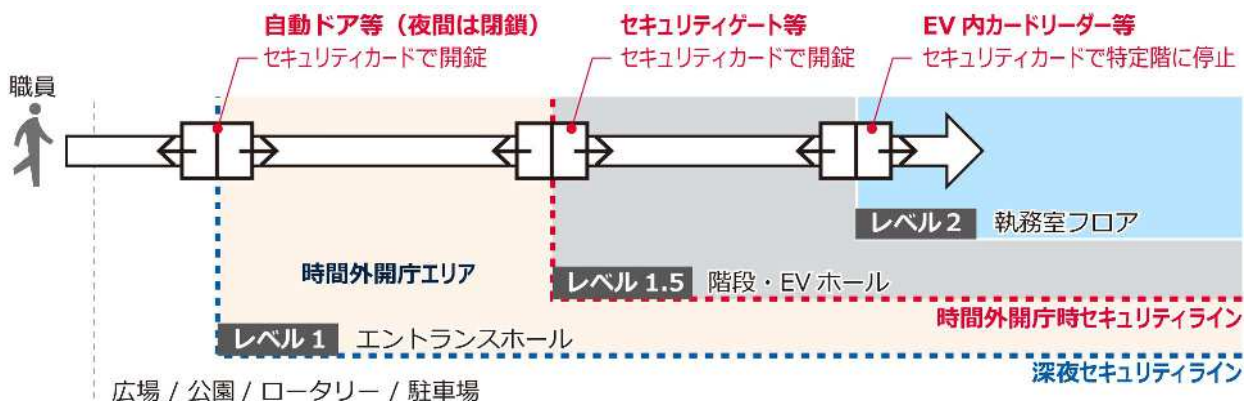 自動ドア等（夜間は閉鎖）
セキュリティカードで開錠
セキュリティゲート等
セキュリティカードで開錠
EV 内カードリーダー等
セキュリティカードで特定階に停止
職員
レベル 2 執務室フロア
時間外開庁エリア
レベル 1.5 階段・EV ホール
時間外開庁時セキュリティライン
レベル 1 エントランスホール
深夜セキュリティライン
広場 / 公園 / ロータリー / 駐車場